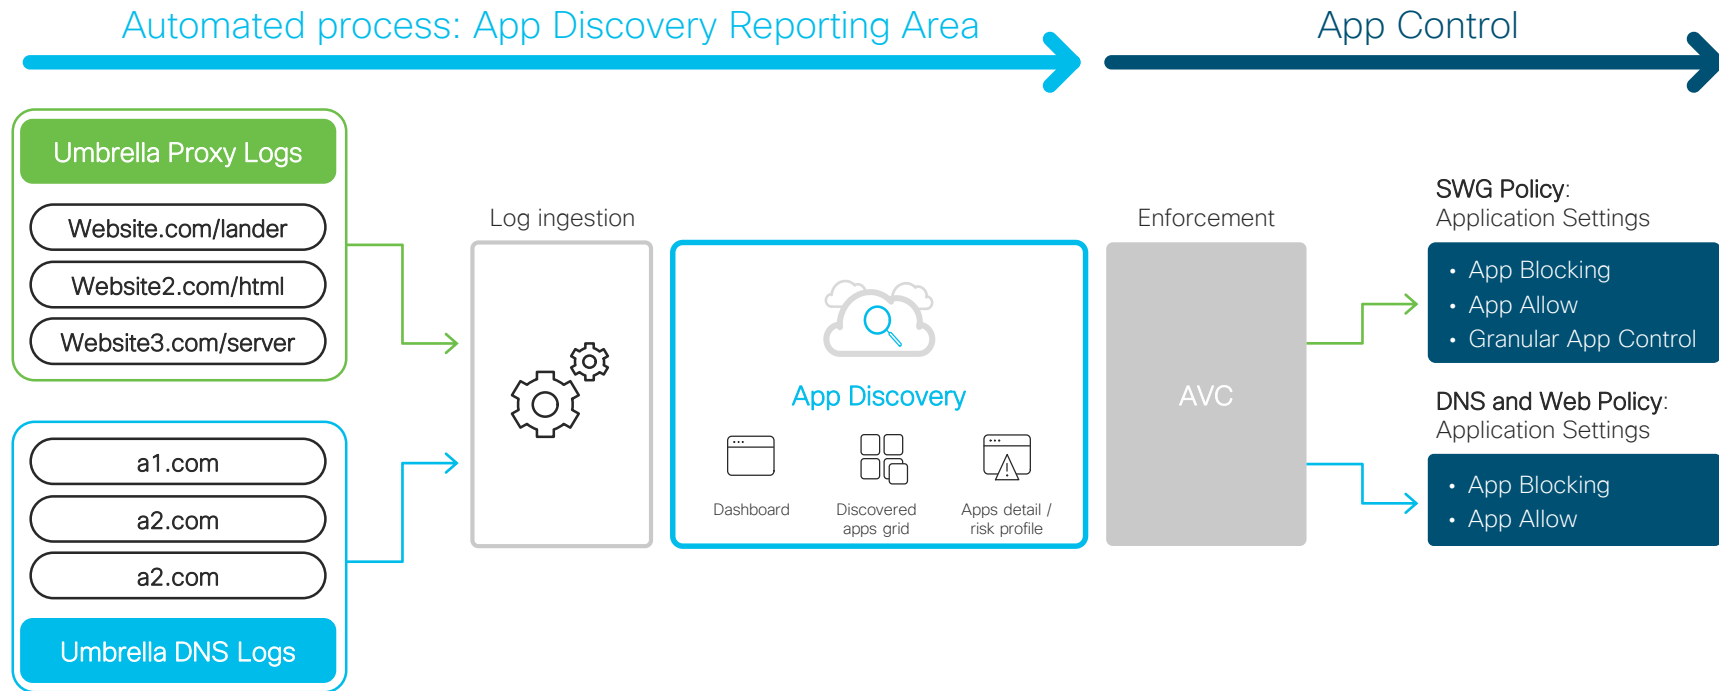 Automated process: App Discovery Reporting Area
App Control
Umbrella Proxy Logs
Website.com/lander
Website2.com/html
Website3.com/server
a1.com
a2.com
a2.com
Umbrella DNS Logs
Log ingestion
App Discovery
Dashboard
Discovered
apps grid
Apps detail /
risk profile
Enforcement
AVC
SWG Policy:
Application Settings
• App Blocking
• App Allow
• Granular App Control
DNS and Web Policy:
Application Settings
• App Blocking
• App Allow